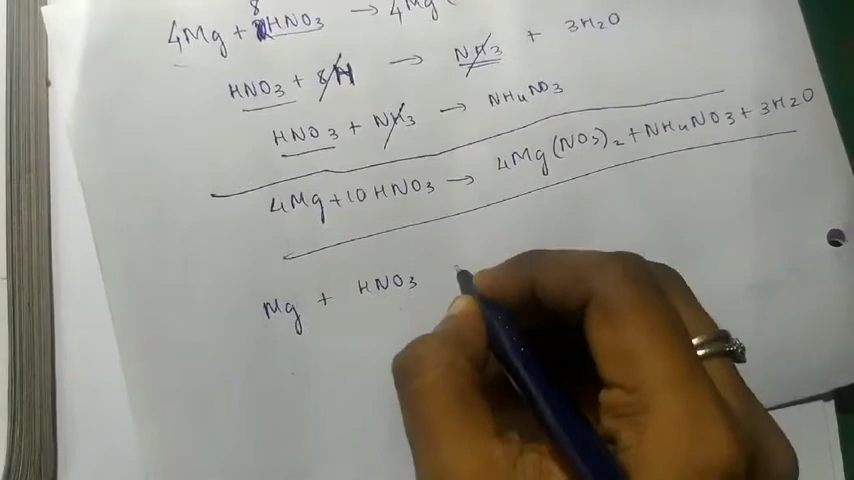 4Mg + 8HNO3 → 4Mg(
HNO3 + 8H → NH3 + 3H2O
HNO3 + NH3 → NH4NO3
4Mg + 10HNO3 → 4Mg(NO3)2 + NH4NO3 + 3H2O
Mg + HNO3